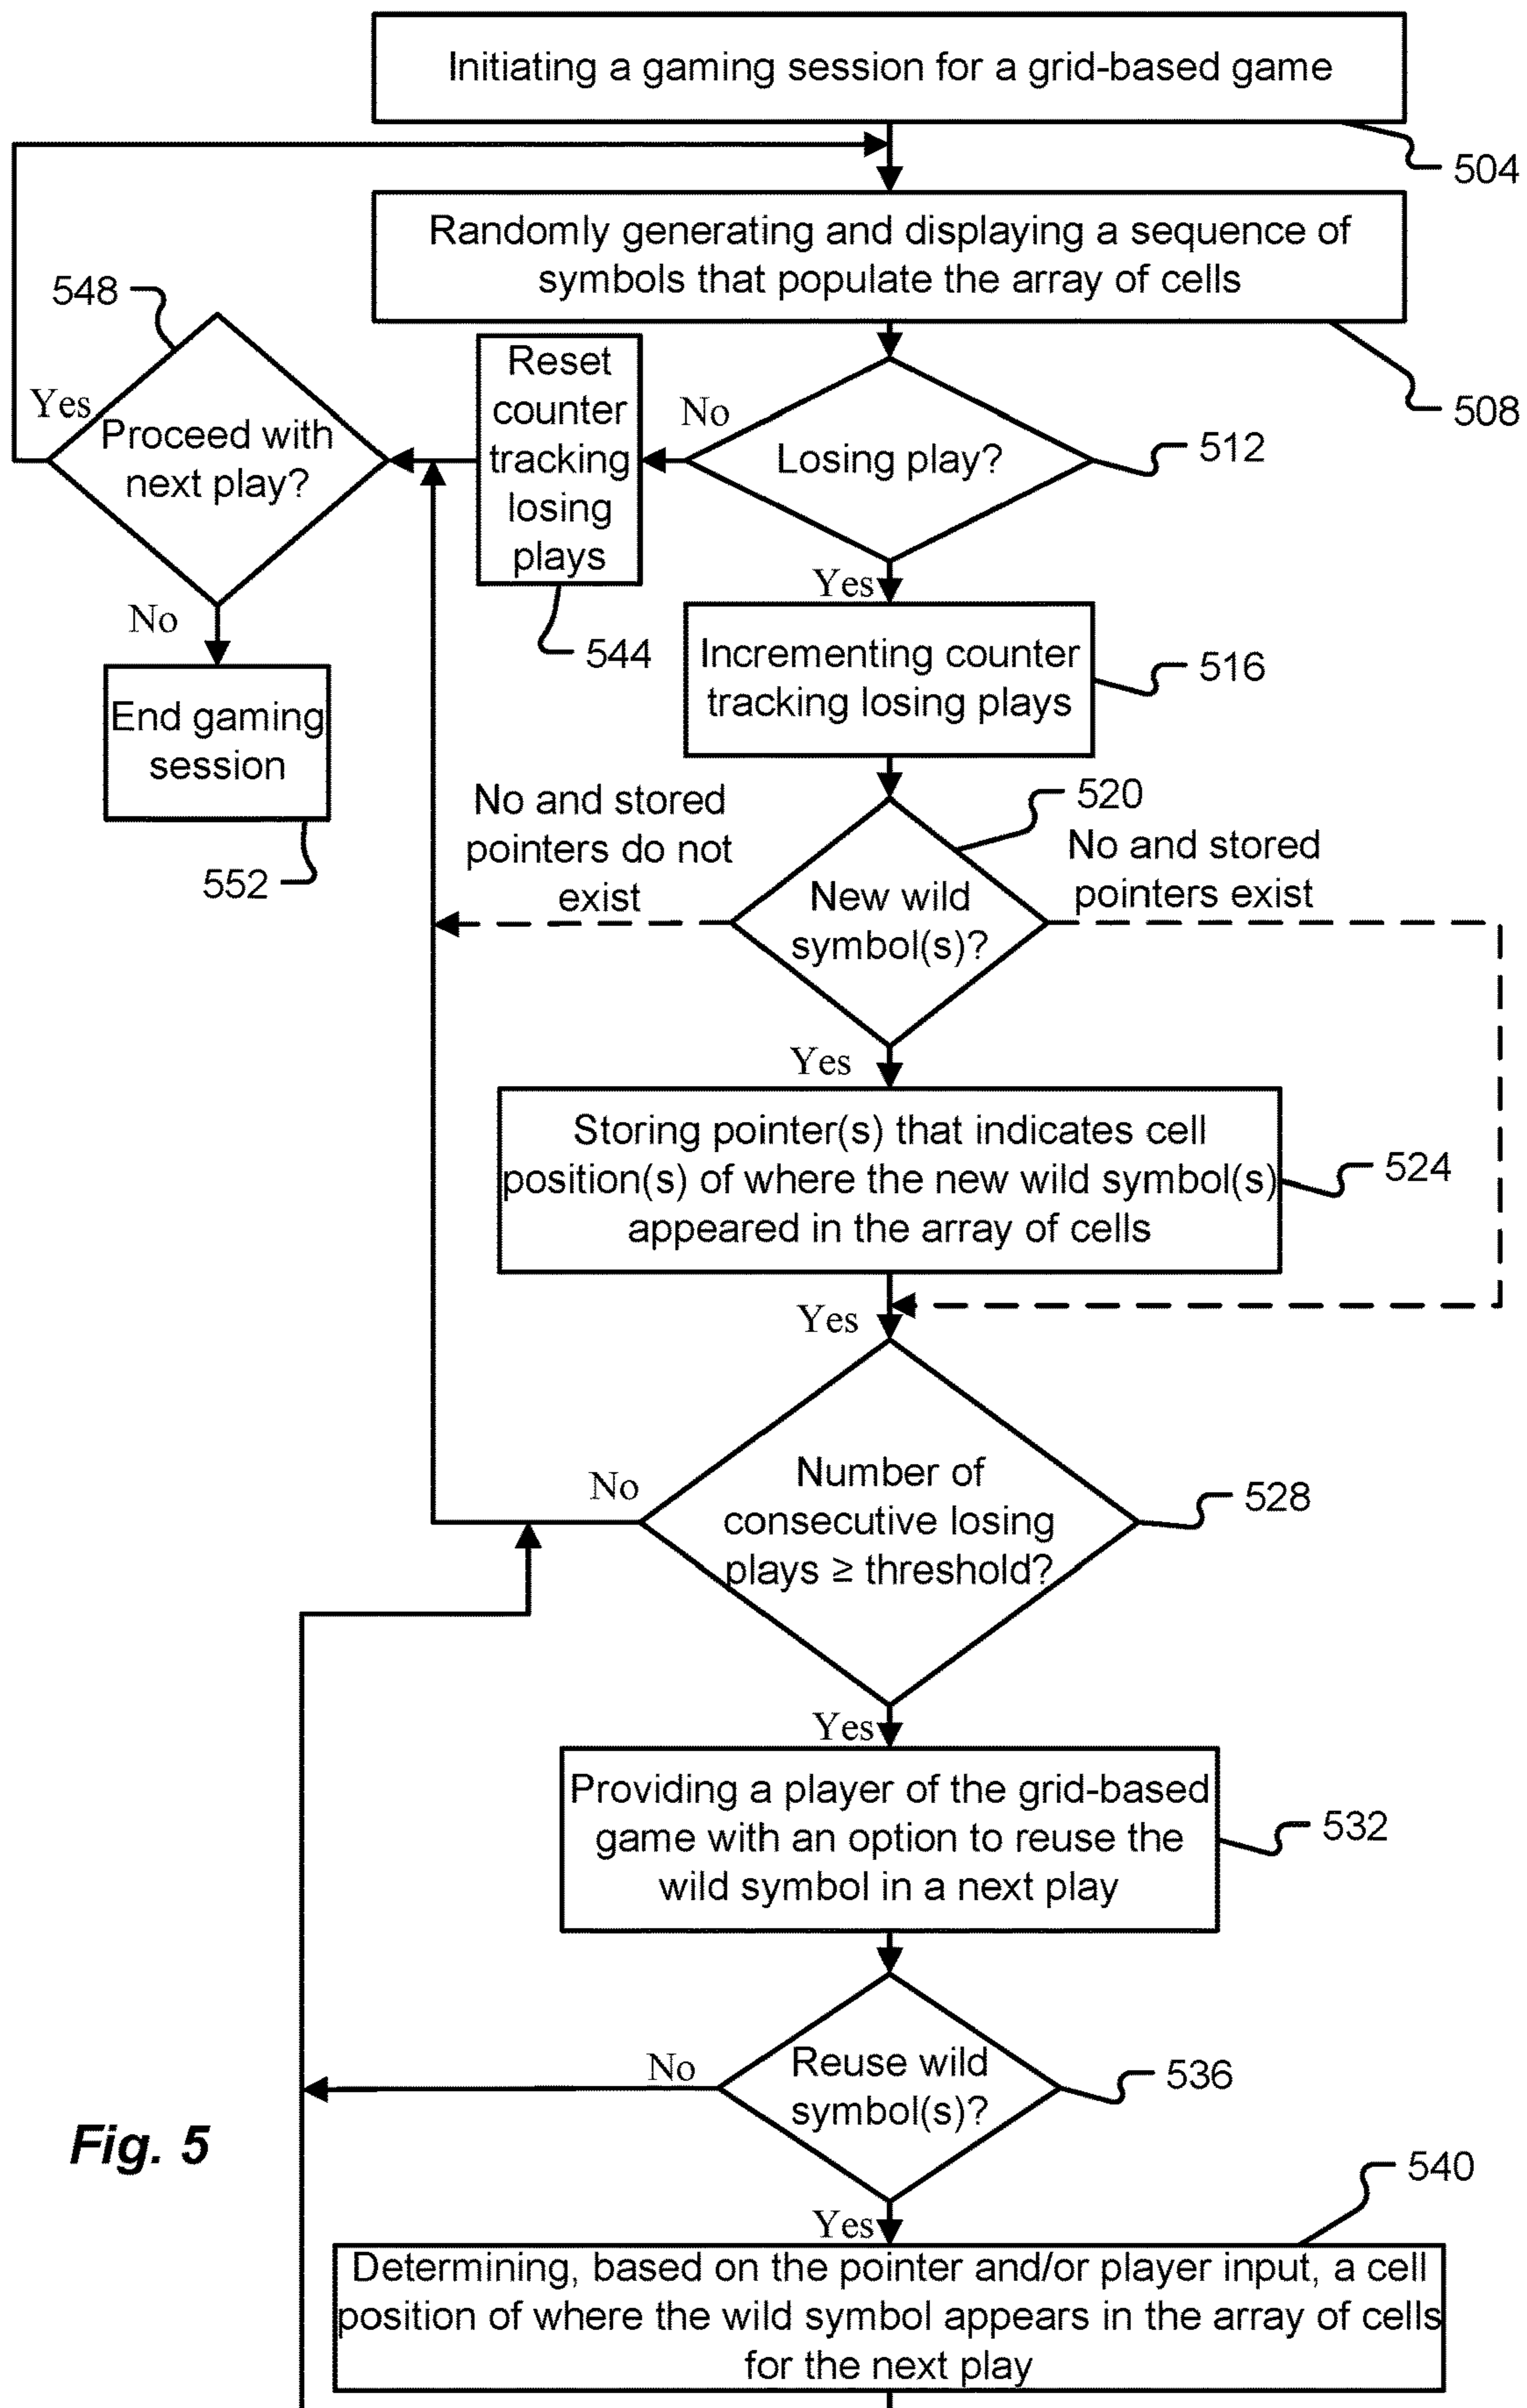 Initiating a gaming session for a grid-based game
504
Randomly generating and displaying a sequence of
symbols that populate the array of cells
508
548
Yes
Proceed with
next play?
Reset
counter
tracking
losing
plays
No
Losing play?
512
No
544
Yes
Incrementing counter
tracking losing plays
516
End gaming
session
552
No and stored
pointers do not
exist
520
No and stored
pointers exist
New wild
symbol(s)?
Yes
Storing pointer(s) that indicates cell
position(s) of where the new wild symbol(s)
appeared in the array of cells
524
Yes
No
Number of
consecutive losing
plays ≥ threshold?
528
Yes
Providing a player of the grid-based
game with an option to reuse the
wild symbol in a next play
532
No
Reuse wild
symbol(s)?
536
Fig. 5
540
Yes
Determining, based on the pointer and/or player input, a cell
position of where the wild symbol appears in the array of cells
for the next play